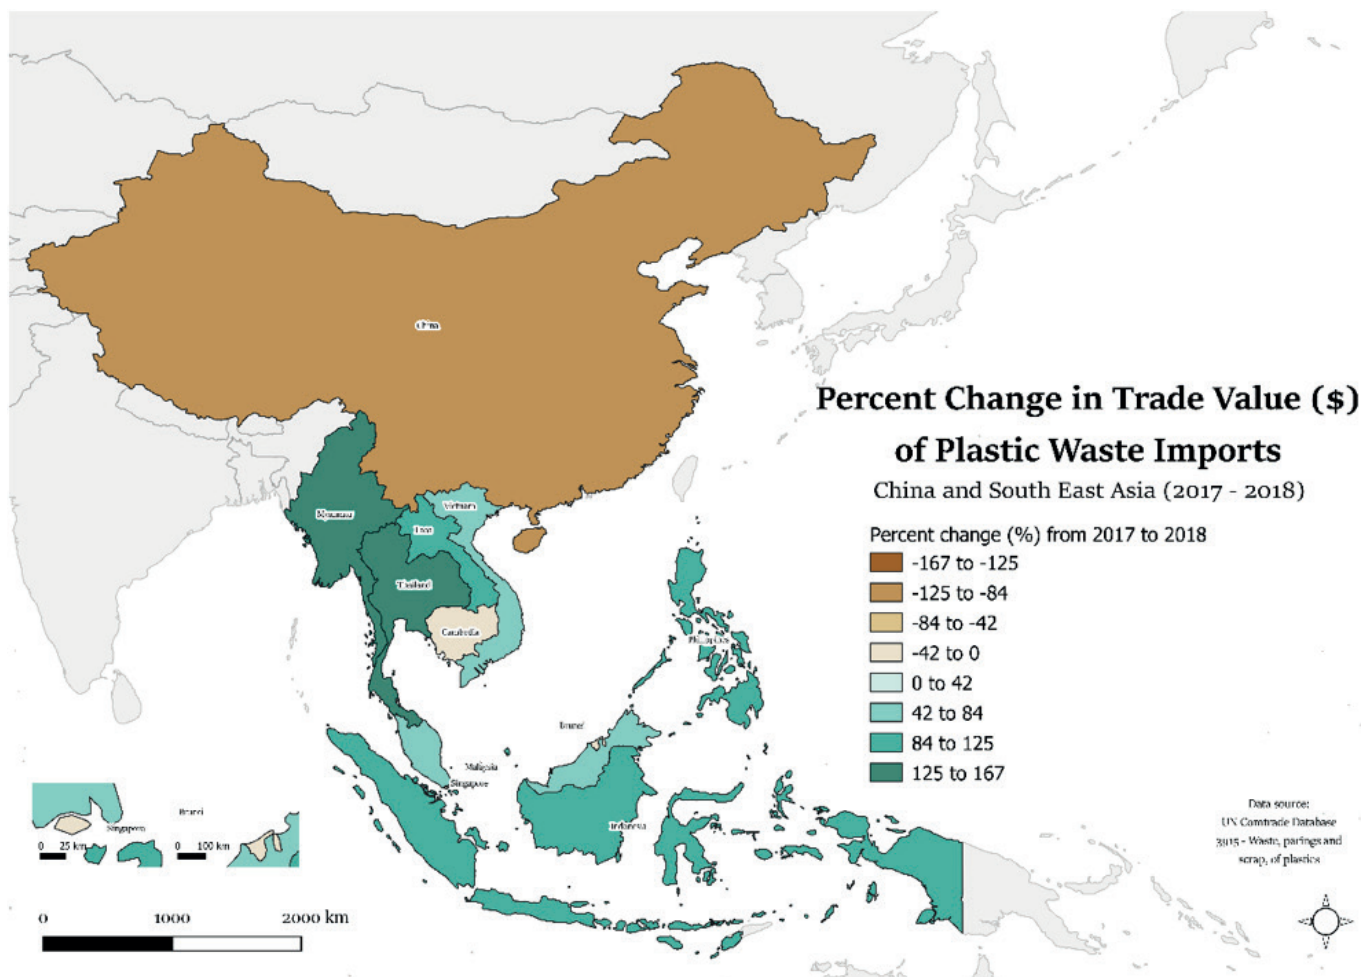 China
Percent Change in Trade Value ($)
of Plastic Waste Imports
China and South East Asia (2017 - 2018)
Percent change (%) from 2017 to 2018
-167 to -125
-125 to -84
-84 to -42
-42 to 0
0 to 42
42 to 84
84 to 125
125 to 167
Vietnam
Myanmar
Laos
Thailand
Cambodia
Philippines
Brunei
Malaysia
Singapore
Indonesia
Brunei
Singapore
0 25 km
0 100 km
0 1000 2000 km
Data source:
UN Comtrade Database
3915 - Waste, parings and
scrap, of plastics